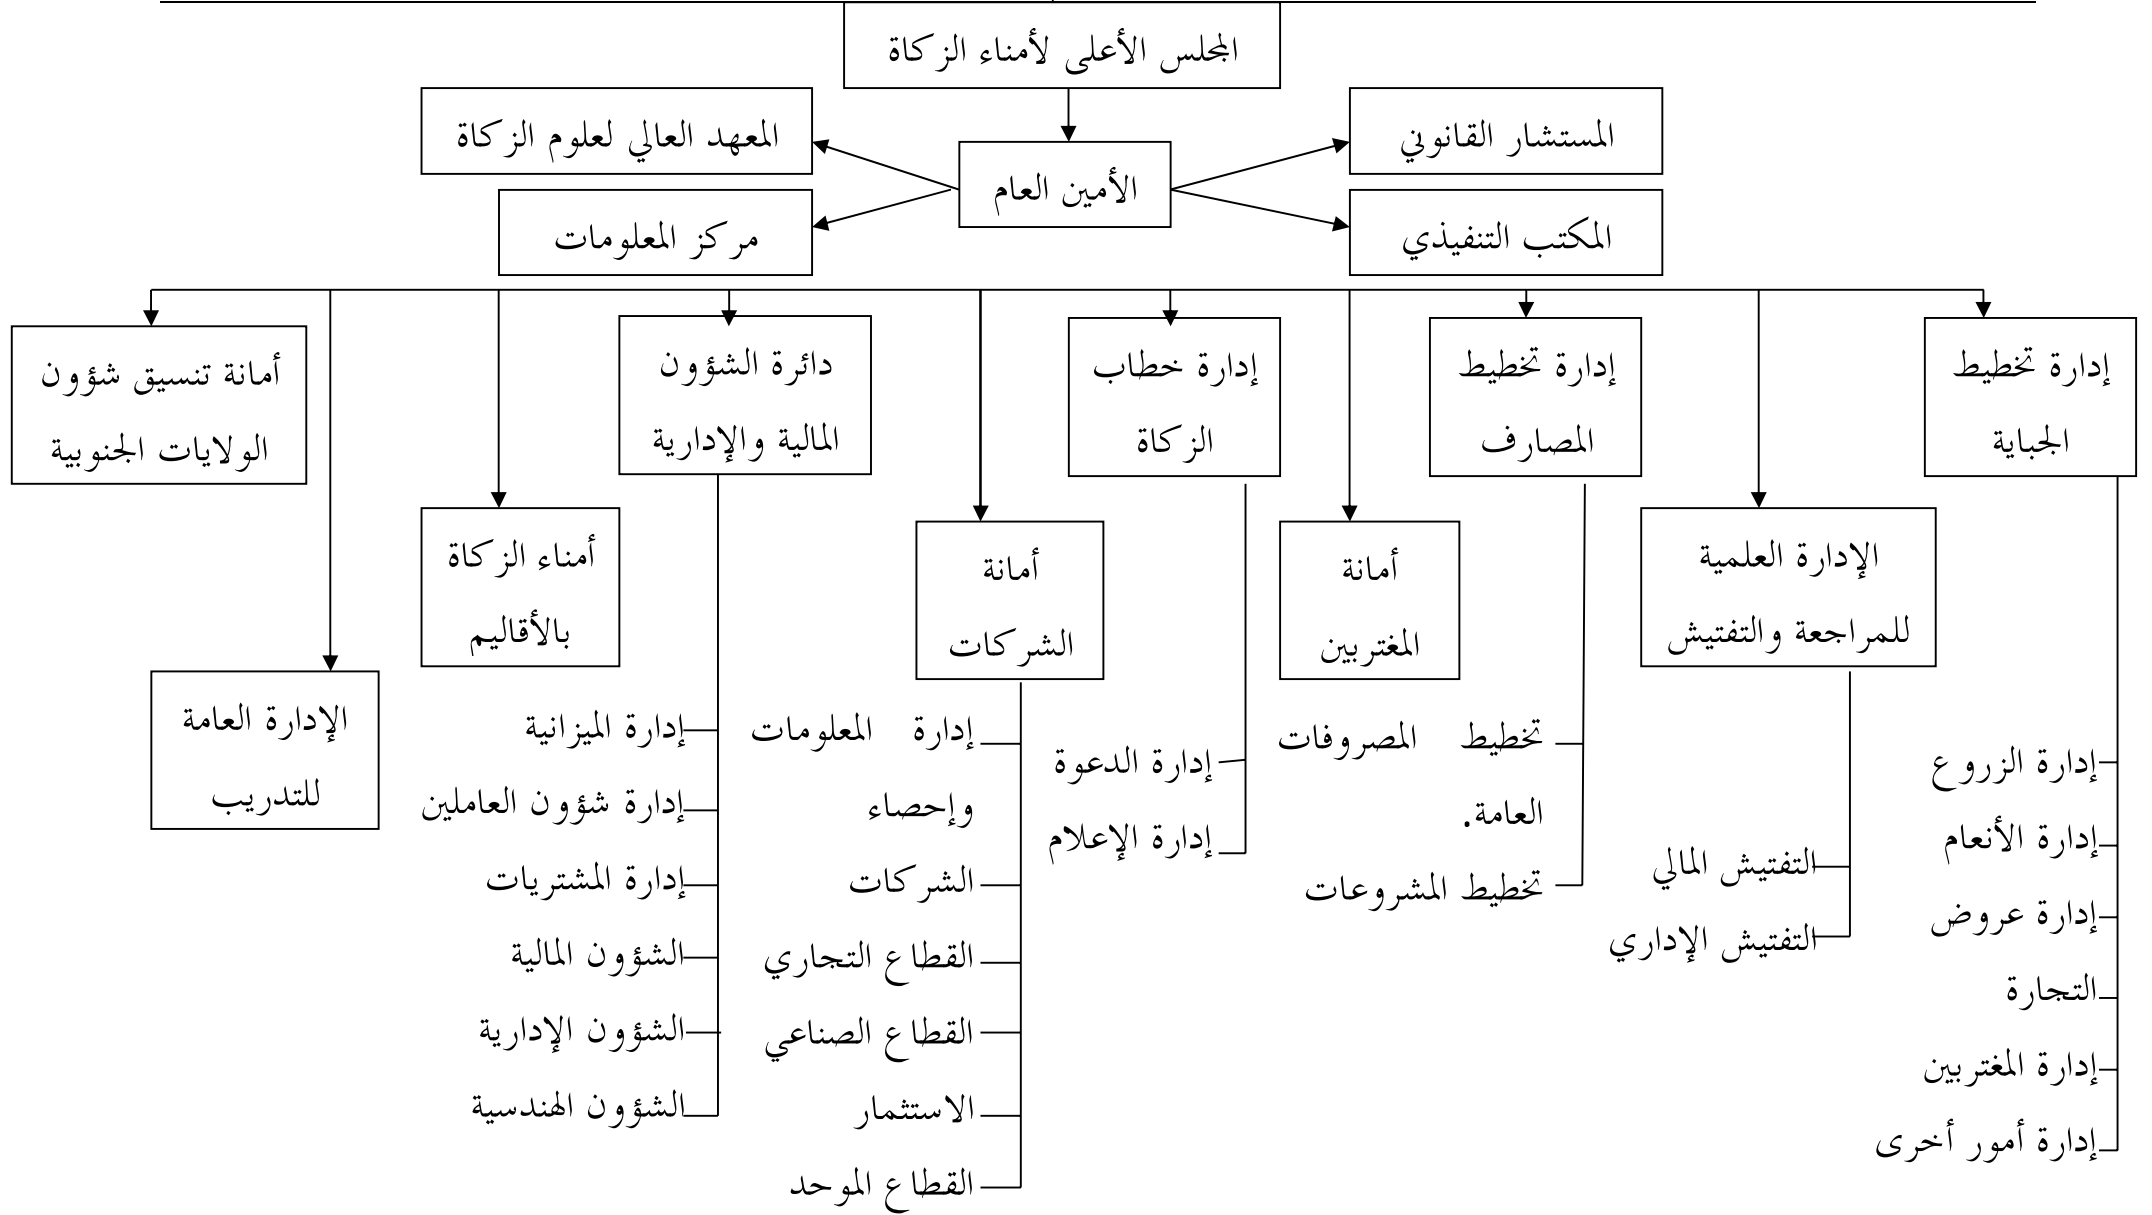 المجلس الأعلى لأمناء الزكاة
المستشار القانوني
المعهد العالي لعلوم الزكاة
الأمين العام
المكتب التنفيذي
مركز المعلومات
إدارة تخطيط
الجباية
إدارة تخطيط
المصارف
إدارة خطاب
الزكاة
دائرة الشؤون
المالية والإدارية
أمانة تنسيق شؤون
الولايات الجنوبية
الإدارة العلمية
للمراجعة والتفتيش
أمانة
المغتربين
أمانة
الشركات
أمناء الزكاة
بالأقاليم
الإدارة العامة
للتدريب
إدارة الزروع
إدارة الأنعام
إدارة عروض
التجارة
إدارة المغتربين
إدارة أمور أخرى
التفتيش المالي
التفتيش الإداري
تخطيط المصروفات
العامة.
تخطيط المشروعات
إدارة الدعوة
إدارة الإعلام
إدارة المعلومات
وإحصاء
الشركات
القطاع التجاري
القطاع الصناعي
الاستثمار
القطاع الموحد
إدارة الميزانية
إدارة شؤون العاملين
إدارة المشتريات
الشؤون المالية
الشؤون الإدارية
الشؤون الهندسية